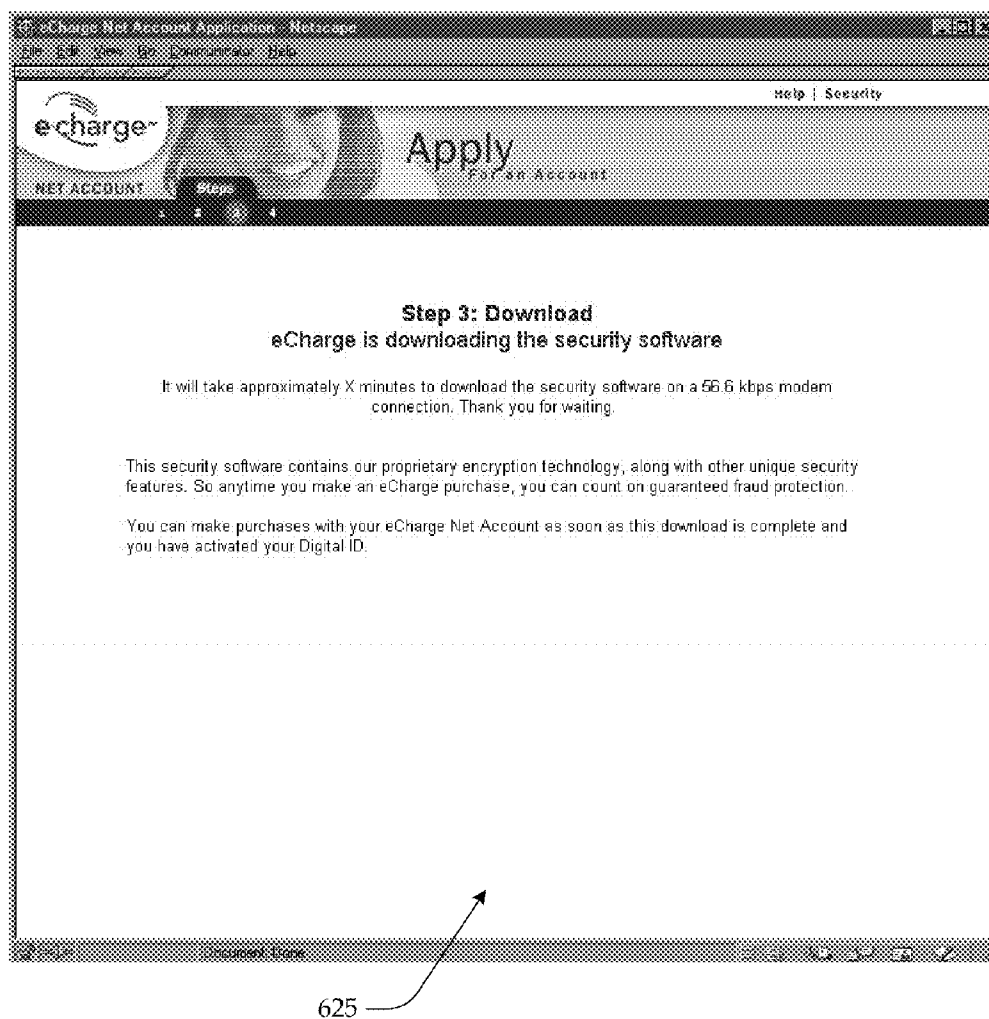 eCharge Net Account Application - Netscape
File Edit View Go Communicator Help
Help | Security
e·charge™
Apply
For an Account
NET ACCOUNT
Steps
1 2 3 4
Step 3: Download
eCharge is downloading the security software
It will take approximately X minutes to download the security software on a 56.6 kbps modem
connection. Thank you for waiting.
This security software contains our proprietary encryption technology, along with other unique security
features. So anytime you make an eCharge purchase, you can count on guaranteed fraud protection.
You can make purchases with your eCharge Net Account as soon as this download is complete and
you have activated your Digital ID.
Document: Done
625